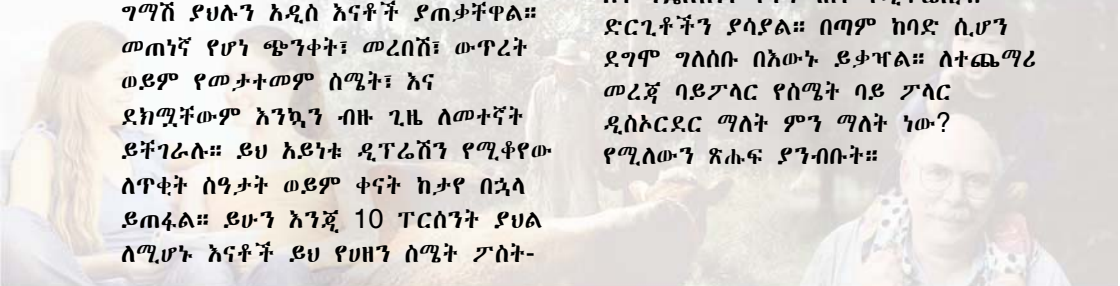 ግማሽ ያህሉን አዲስ እናቶች ያጠቃቸዋል።
መጠነኛ የሆነ ጭንቀት፣ መረበሽ፣ ውጥረት
ወይም የመታተመም ስሜት፣ እና
ደክሟቸውም እንኳን ብዙ ጊዜ ለመተኛት
ይቸገራሉ። ይህ አይነቱ ዲፕሬሽን የሚቆየው
ለጥቂት ሰዓታት ወይም ቀናት ከታየ በኋላ
ይጠፋል። ይሁን እንጂ 10 ፐርሰንት ያህል
ለሚሆኑ እናቶች ይህ የሀዘን ስሜት ፖስት-
ድርጊቶችን ያሳያል። በጣም ከባድ ሲሆን
ደግሞ ግለሰቡ በእውኑ ይቃዣል። ለተጨማሪ
መረጃ ባይፖላር የስሜት ባይ ፖላር
ዲስኦርደር ማለት ምን ማለት ነው?
የሚለውን ጽሑፍ ያንብቡት።